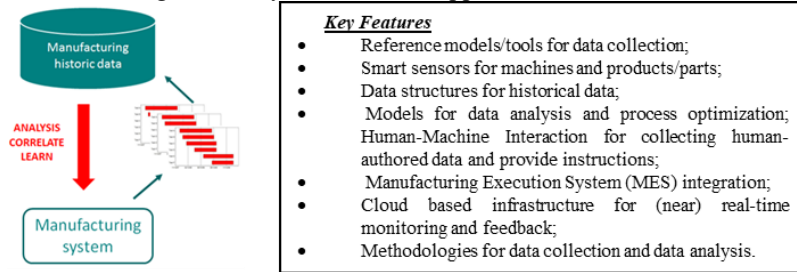 Manufacturing
historic data
ANALYSIS
CORRELATE
LEARN
Manufacturing
system
Key Features
• Reference models/tools for data collection;
• Smart sensors for machines and products/parts;
• Data structures for historical data;
• Models for data analysis and process optimization;
Human-Machine Interaction for collecting human-
authored data and provide instructions;
• Manufacturing Execution System (MES) integration;
• Cloud based infrastructure for (near) real-time
monitoring and feedback;
• Methodologies for data collection and data analysis.